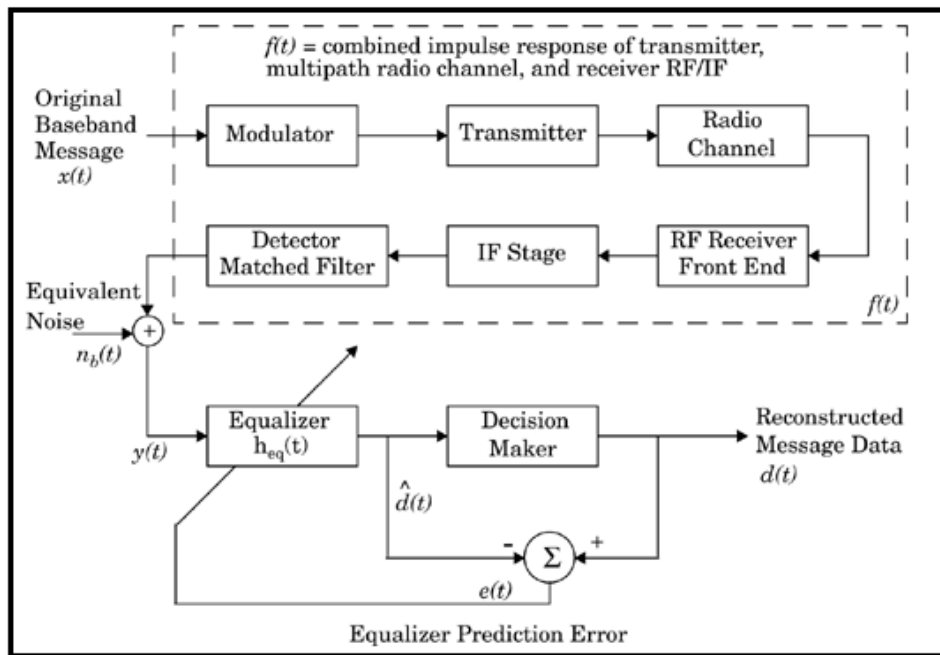 f(t) = combined impulse response of transmitter,
multipath radio channel, and receiver RF/IF
Original
Baseband
Message
x(t)
Modulator
Transmitter
Radio
Channel
Detector
Matched Filter
IF Stage
RF Receiver
Front End
f(t)
Equivalent
Noise
n_b(t)
+
y(t)
Equalizer
h_eq(t)
Decision
Maker
Reconstructed
Message Data
d(t)
d̂(t)
- Σ +
e(t)
Equalizer Prediction Error